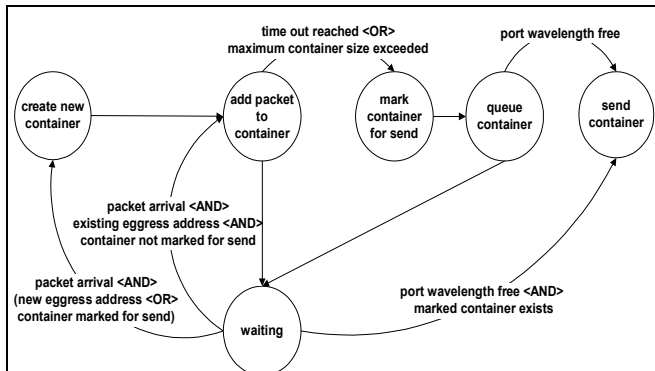 time out reached <OR>
maximum container size exceeded
port wavelength free
create new
container
add packet
to
container
mark
container
for send
queue
container
send
container
packet arrival <AND>
existing eggress address <AND>
container not marked for send
packet arrival <AND>
(new eggress address <OR>
container marked for send)
port wavelength free <AND>
marked container exists
waiting